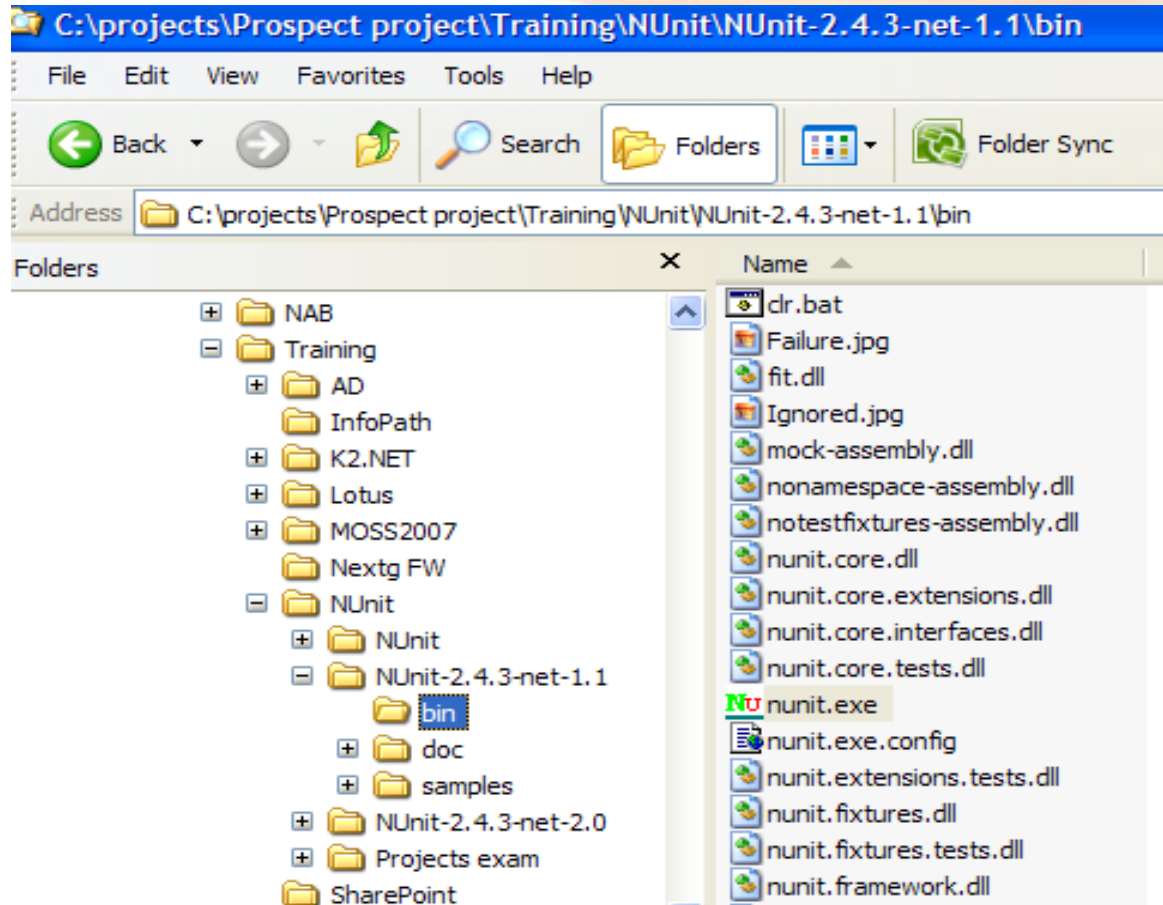 C:\projects\Prospect project\Training\NUnit\NUnit-2.4.3-net-1.1\bin
File Edit View Favorites Tools Help
Back Search Folders Folder Sync
Address C:\projects\Prospect project\Training\NUnit\NUnit-2.4.3-net-1.1\bin
Folders
NAB
Training
AD
InfoPath
K2.NET
Lotus
MOSS2007
Nextg FW
NUnit
NUnit
NUnit-2.4.3-net-1.1
bin
doc
samples
NUnit-2.4.3-net-2.0
Projects exam
SharePoint
Name
clr.bat
Failure.jpg
fit.dll
Ignored.jpg
mock-assembly.dll
nonamespace-assembly.dll
notestfixtures-assembly.dll
nunit.core.dll
nunit.core.extensions.dll
nunit.core.interfaces.dll
nunit.core.tests.dll
NU nunit.exe
nunit.exe.config
nunit.extensions.tests.dll
nunit.fixtures.dll
nunit.fixtures.tests.dll
nunit.framework.dll